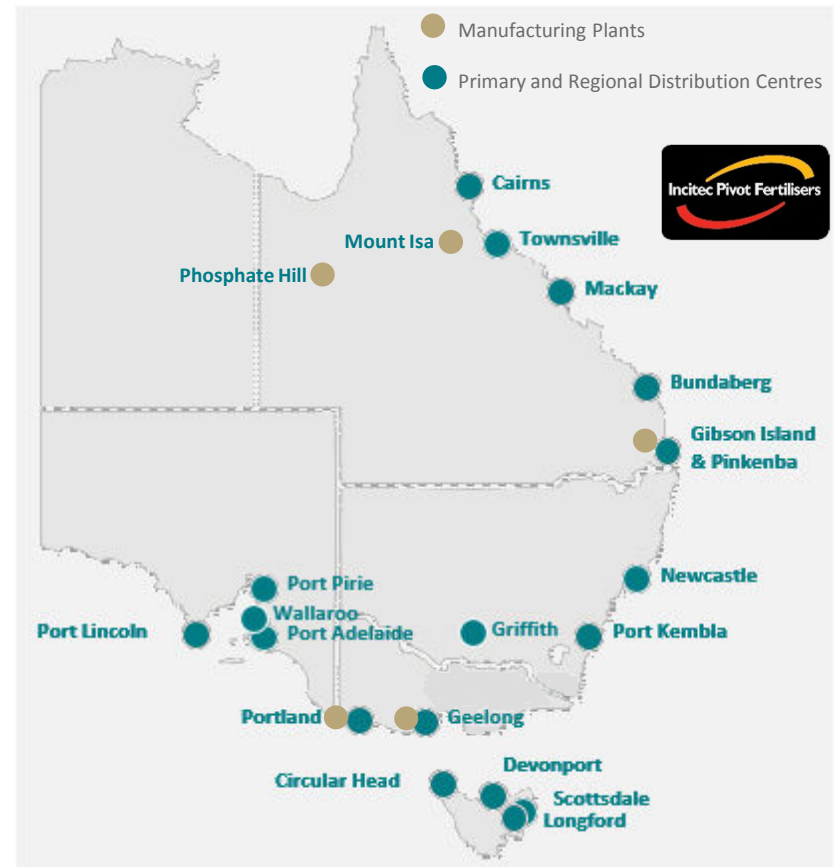 Manufacturing Plants
Primary and Regional Distribution Centres
Incitec Pivot Fertilisers
Cairns
Mount Isa
Townsville
Phosphate Hill
Mackay
Bundaberg
Gibson Island
& Pinkenba
Newcastle
Port Pirie
Wallaroo
Port Lincoln
Port Adelaide
Griffith
Port Kembla
Portland
Geelong
Devonport
Circular Head
Scottsdale
Longford